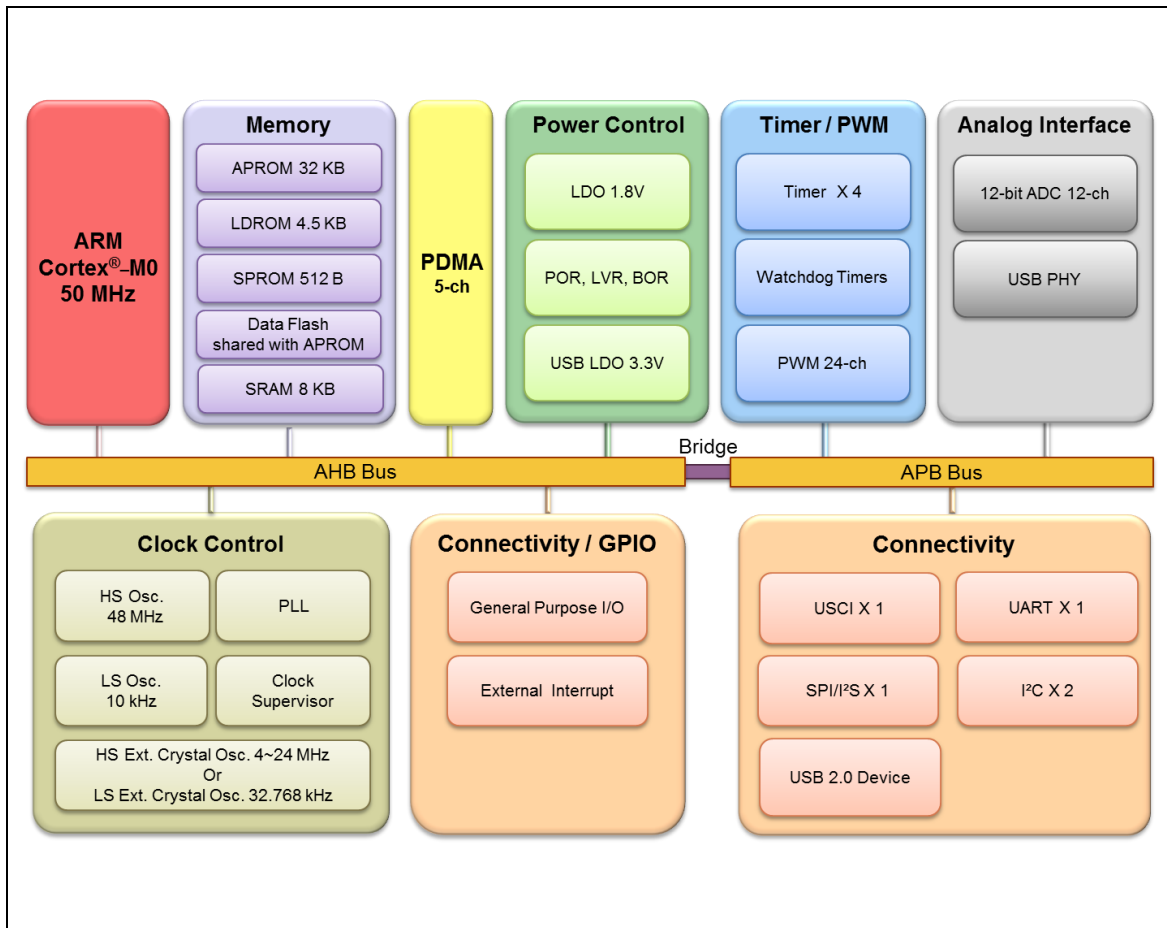 ARM
Cortex®–M0
50 MHz
Memory
APROM 32 KB
LDROM 4.5 KB
SPROM 512 B
Data Flash
shared with APROM
SRAM 8 KB
PDMA
5-ch
Power Control
LDO 1.8V
POR, LVR, BOR
USB LDO 3.3V
Timer / PWM
Timer X 4
Watchdog Timers
PWM 24-ch
Analog Interface
12-bit ADC 12-ch
USB PHY
AHB Bus
Bridge
APB Bus
Clock Control
HS Osc.
48 MHz
PLL
LS Osc.
10 kHz
Clock
Supervisor
HS Ext. Crystal Osc. 4~24 MHz
Or
LS Ext. Crystal Osc. 32.768 kHz
Connectivity / GPIO
General Purpose I/O
External Interrupt
Connectivity
USCI X 1
UART X 1
SPI/I²S X 1
I²C X 2
USB 2.0 Device